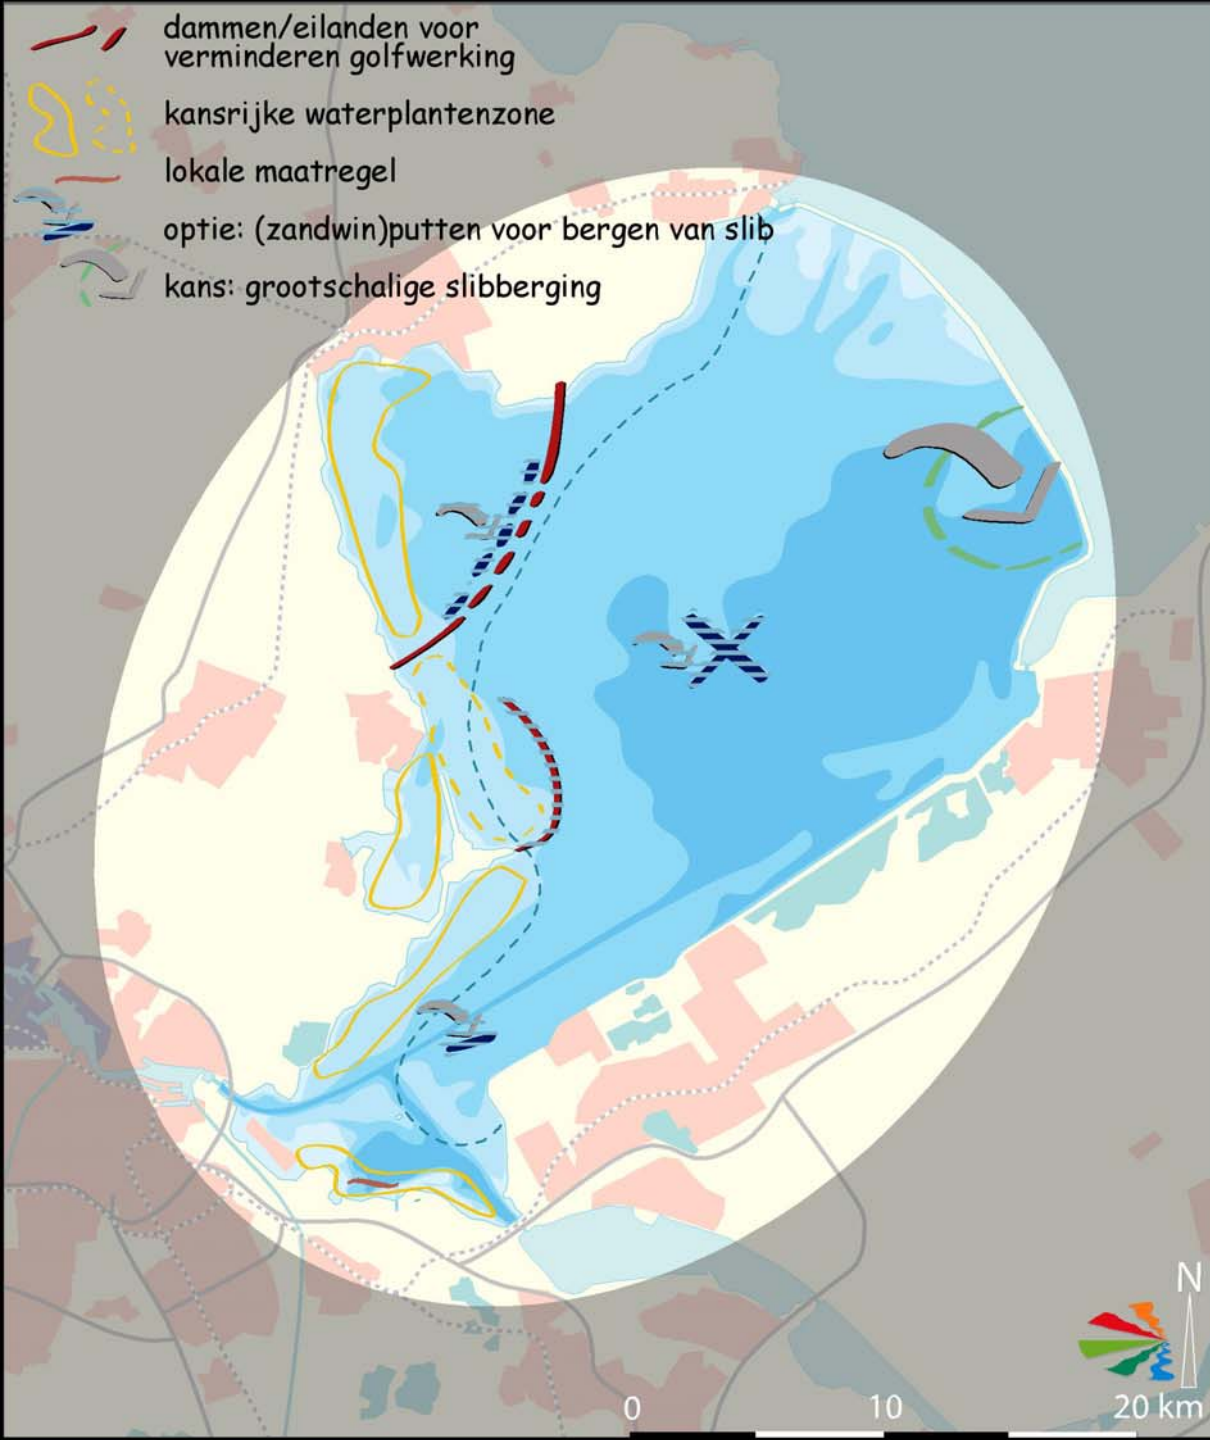 dammen/eilanden voor
verminderen golfwerking
kansrijke waterplantenzone
lokale maatregel
optie: (zandwin)putten voor bergen van slib
kans: grootschalige slibberging
N
0 10 20 km